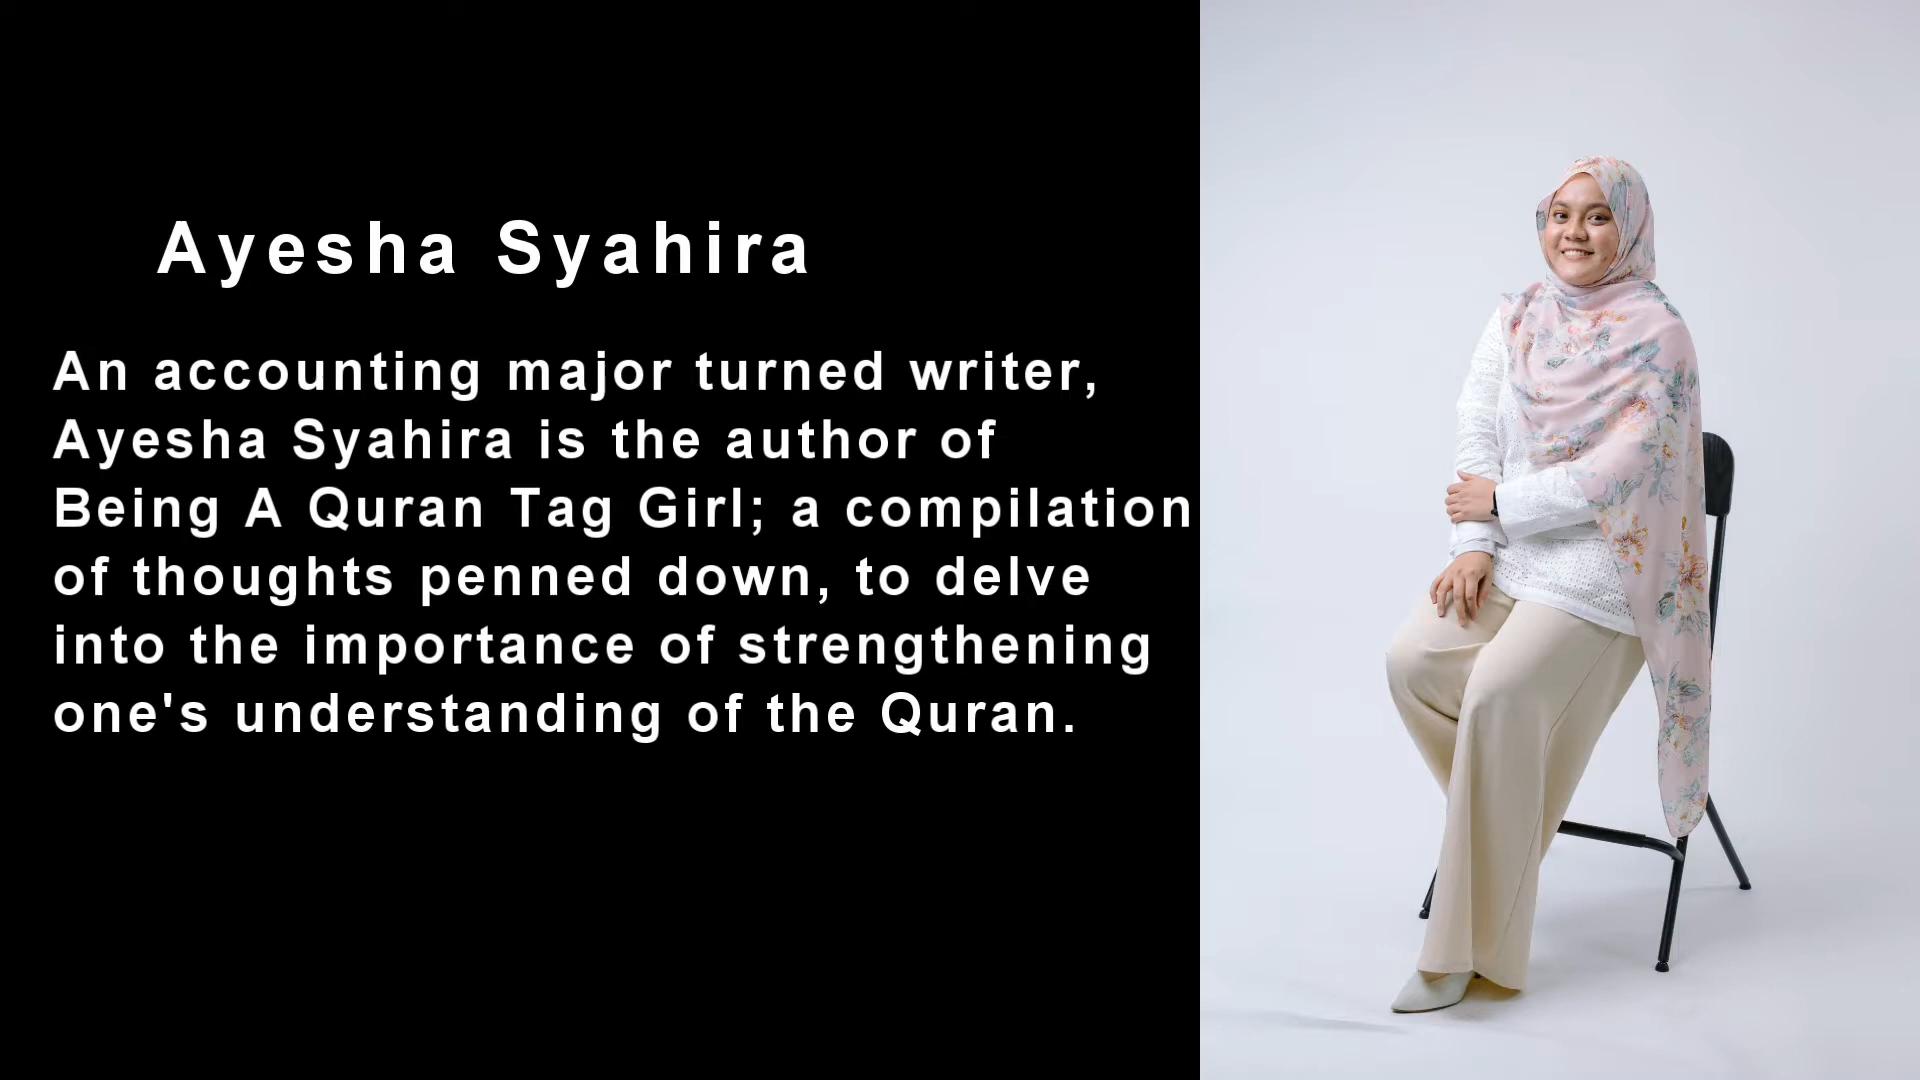 Ayesha Syahira
An accounting major turned writer,
Ayesha Syahira is the author of
Being A Quran Tag Girl; a compilation
of thoughts penned down, to delve
into the importance of strengthening
one's understanding of the Quran.